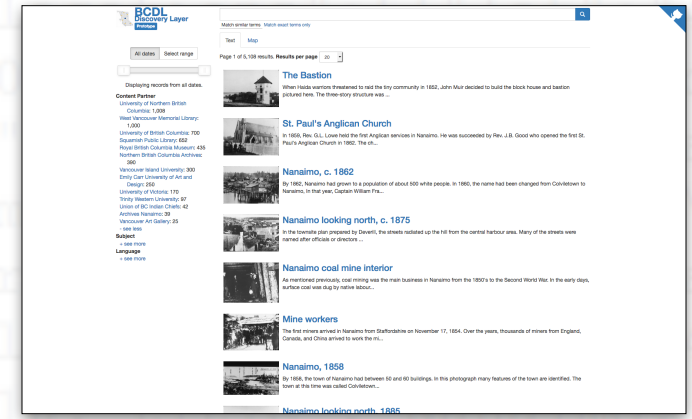 BCDL
Discovery Layer
Prototype
Match similar terms Match exact terms only
Text Map
All dates Select range
Displaying records from all dates.
Content Partner
University of Northern British
Columbia: 1,008
West Vancouver Memorial Library:
1,000
University of British Columbia: 700
Squamish Public Library: 652
Royal British Columbia Museum: 435
Northern British Columbia Archives:
390
Vancouver Island University: 300
Emily Carr University of Art and
Design: 250
University of Victoria: 170
Trinity Western University: 97
Union of BC Indian Chiefs: 42
Archives Nanaimo: 39
Vancouver Art Gallery: 25
- see less
Subject
+ see more
Language
+ see more
Page 1 of 5,108 results. Results per page 20
The Bastion
When Haida warriors threatened to raid the tiny community in 1852, John Muir decided to build the block house and bastion
pictured here. The three-story structure was ...
St. Paul's Anglican Church
In 1859, Rev. G.L. Lowe held the first Anglican services in Nanaimo. He was succeeded by Rev. J.B. Good who opened the first St.
Paul's Anglican Church in 1862. The ch...
Nanaimo, c. 1862
By 1862, Nanaimo had grown to a population of about 500 white people. In 1860, the name had been changed from Colviletown to
Nanaimo. In that year, Captain William Fra...
Nanaimo looking north, c. 1875
In the townsite plan prepared by Deverill, the streets radiated up the hill from the central harbour area. Many of the streets were
named after officials or directors ...
Nanaimo coal mine interior
As mentioned previously, coal mining was the main business in Nanaimo from the 1850's to the Second World War. In the early days,
surface coal was dug by native labour...
Mine workers
The first miners arrived in Nanaimo from Staffordshire on November 17, 1854. Over the years, thousands of miners from England,
Canada, and China arrived to work the mi...
Nanaimo, 1858
By 1858, the town of Nanaimo had between 50 and 60 buildings. In this photograph many features of the town are identified. The
town at this time was called Colviletown...
Nanaimo looking north, 1885